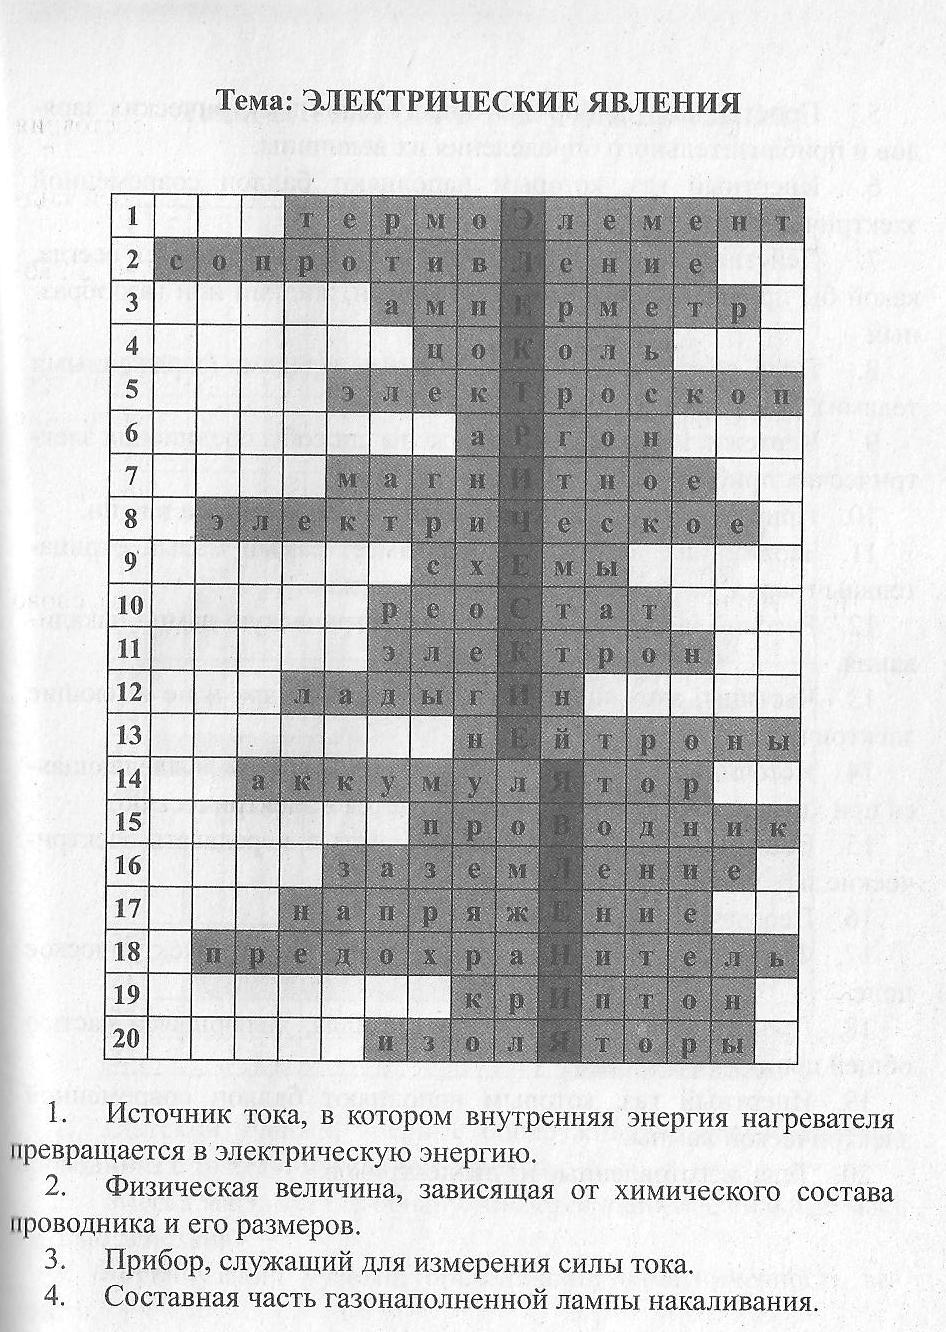 Тема: ЭЛЕКТРИЧЕСКИЕ ЯВЛЕНИЯ
1 термоЭлемент
2 сопротивЛение
3 ампЕрметр
4 цоКоль
5 элекТроскоп
6 аРгон
7 магнИтное
8 электриЧеское
9 схЕмы
10 реоСтат
11 элеКтрон
12 ладыгИн
13 нЕйтроны
14 аккумулЯтор
15 проВодник
16 заземЛение
17 напряжЕние
18 предохраНитель
19 крИптон
20 изолЯторы
1. Источник тока, в котором внутренняя энергия нагревателя
превращается в электрическую энергию.
2. Физическая величина, зависящая от химического состава
проводника и его размеров.
3. Прибор, служащий для измерения силы тока.
4. Составная часть газонаполненной лампы накаливания.